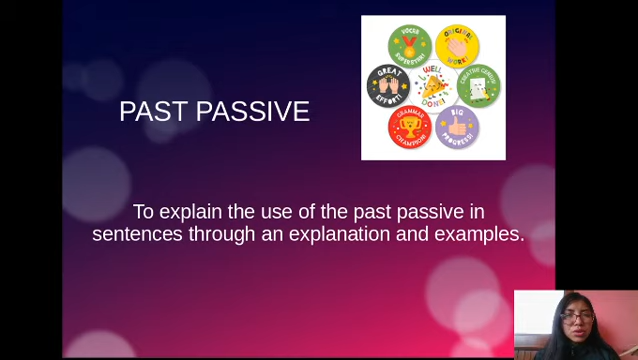 PAST PASSIVE
VOCAB
SUPERSTAR!
ORIGINAL
WORK!
GREAT
EFFORT!
WELL
DONE!
CREATIVE GENIUS!
GRAMMAR
CHAMPION!
BIG
PROGRESS!
To explain the use of the past passive in
sentences through an explanation and examples.